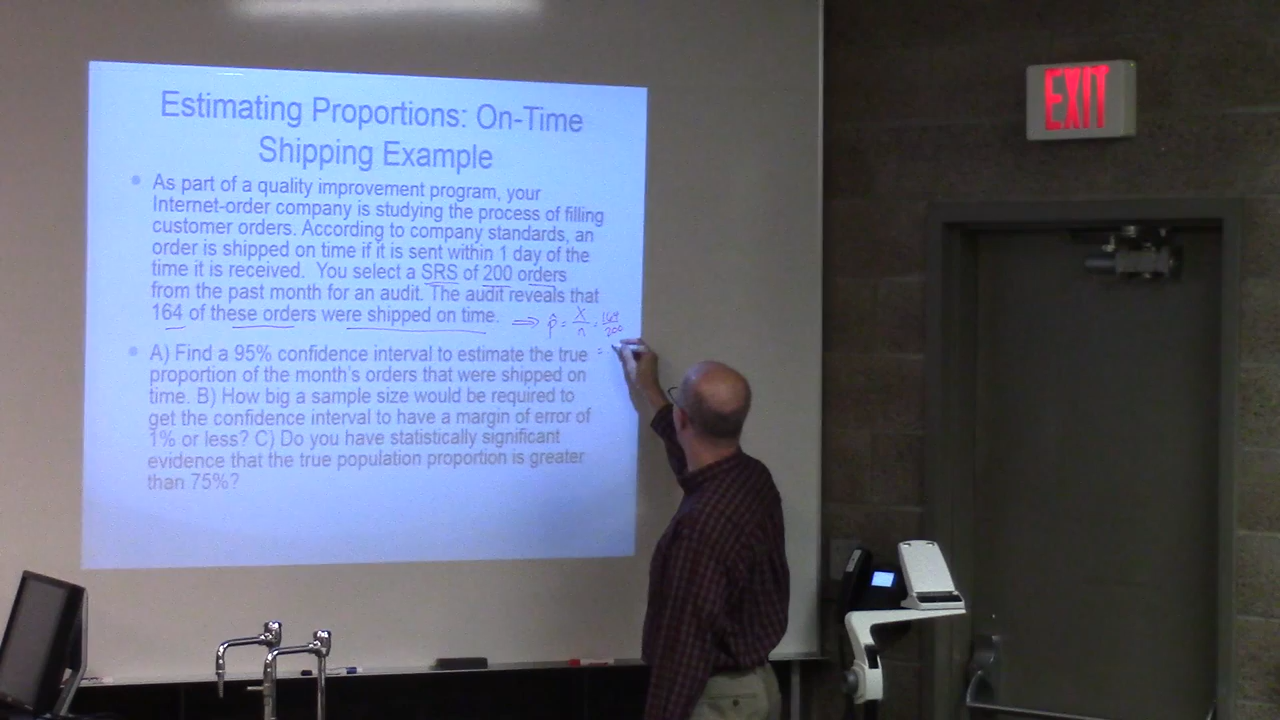 Estimating Proportions: On-Time
Shipping Example
• As part of a quality improvement program, your
Internet-order company is studying the process of filling
customer orders. According to company standards, an
order is shipped on time if it is sent within 1 day of the
time it is received. You select a SRS of 200 orders
from the past month for an audit. The audit reveals that
164 of these orders were shipped on time. ⟹ p̂ = X/n = 164/200
=
• A) Find a 95% confidence interval to estimate the true
proportion of the month's orders that were shipped on
time. B) How big a sample size would be required to
get the confidence interval to have a margin of error of
1% or less? C) Do you have statistically significant
evidence that the true population proportion is greater
than 75%?
EXIT